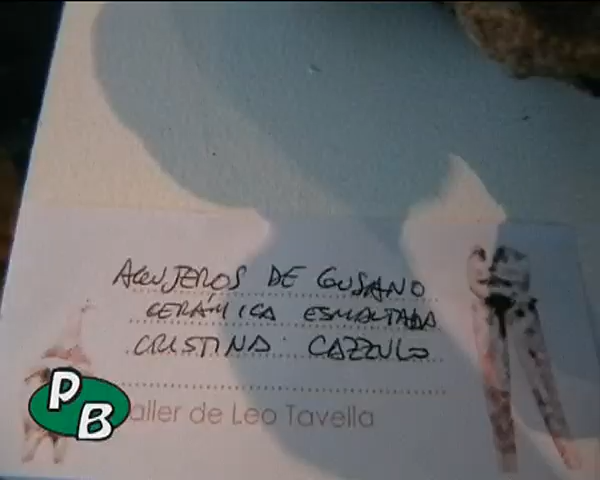 AGUJEROS DE GUSANO
CERÁMICA ESMALTADA
CRISTINA CAZZULO
PB aller de Leo Tavella